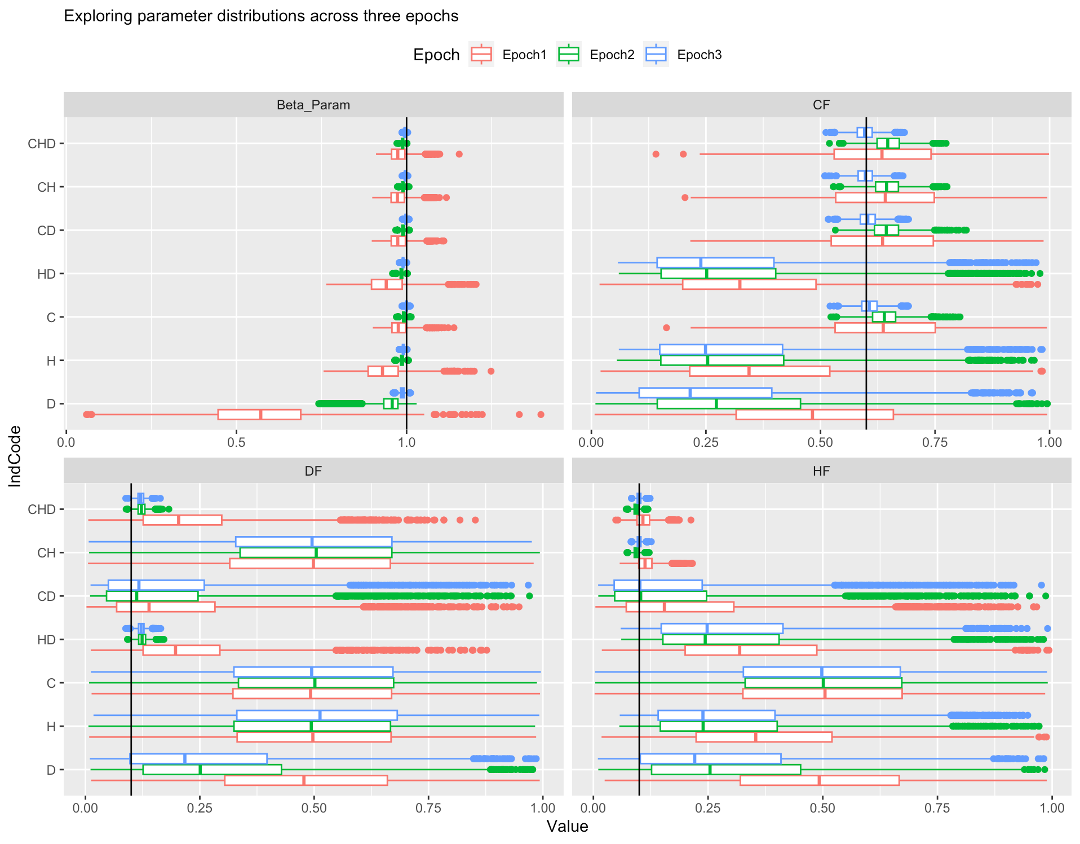 Exploring parameter distributions across three epochs
Epoch Epoch1 Epoch2 Epoch3
Beta_Param CF
CHD
CH
CD
HD
C
H
D
0.0 0.5 1.0 0.00 0.25 0.50 0.75 1.00
IndCode
DF HF
CHD
CH
CD
HD
C
H
D
0.00 0.25 0.50 0.75 1.00 0.00 0.25 0.50 0.75 1.00
Value